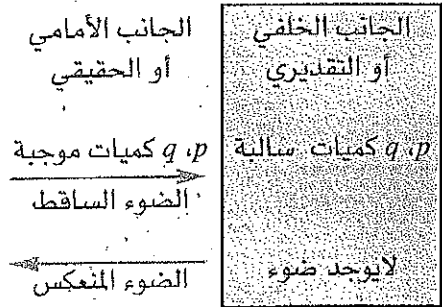 الجانب الأمامي
أو الحقيقي
p، q كميات موجبة
الضوء الساقط
الضوء المنعكس
الجانب الخلفي
أو التقديري
p، q كميات سالبة
لايوجد ضوء